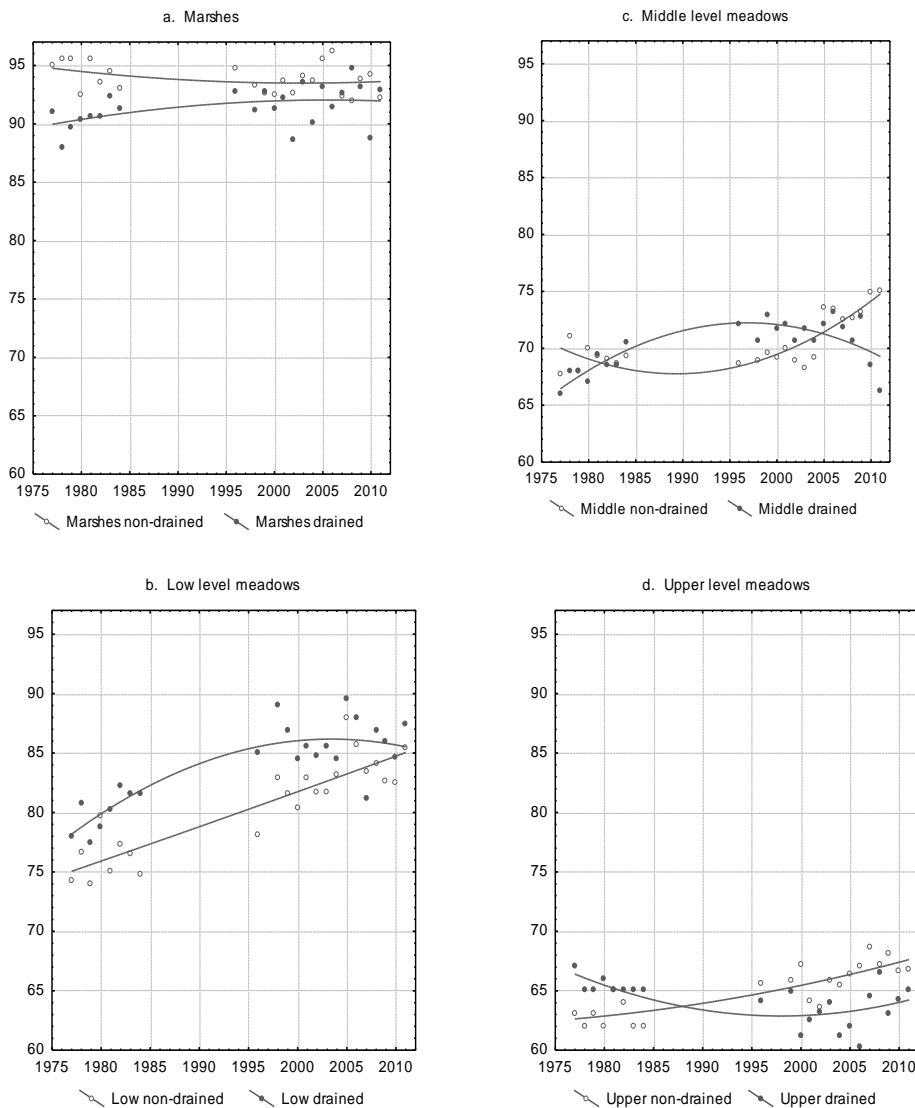 a. Marshes
95
90
85
80
75
70
65
60
1975 1980 1985 1990 1995 2000 2005 2010
Marshes non-drained Marshes drained
c. Middle level meadows
95
90
85
80
75
70
65
60
1975 1980 1985 1990 1995 2000 2005 2010
Middle non-drained Middle drained
b. Low level meadows
95
90
85
80
75
70
65
60
1975 1980 1985 1990 1995 2000 2005 2010
Low non-drained Low drained
d. Upper level meadows
95
90
85
80
75
70
65
60
1975 1980 1985 1990 1995 2000 2005 2010
Upper non-drained Upper drained